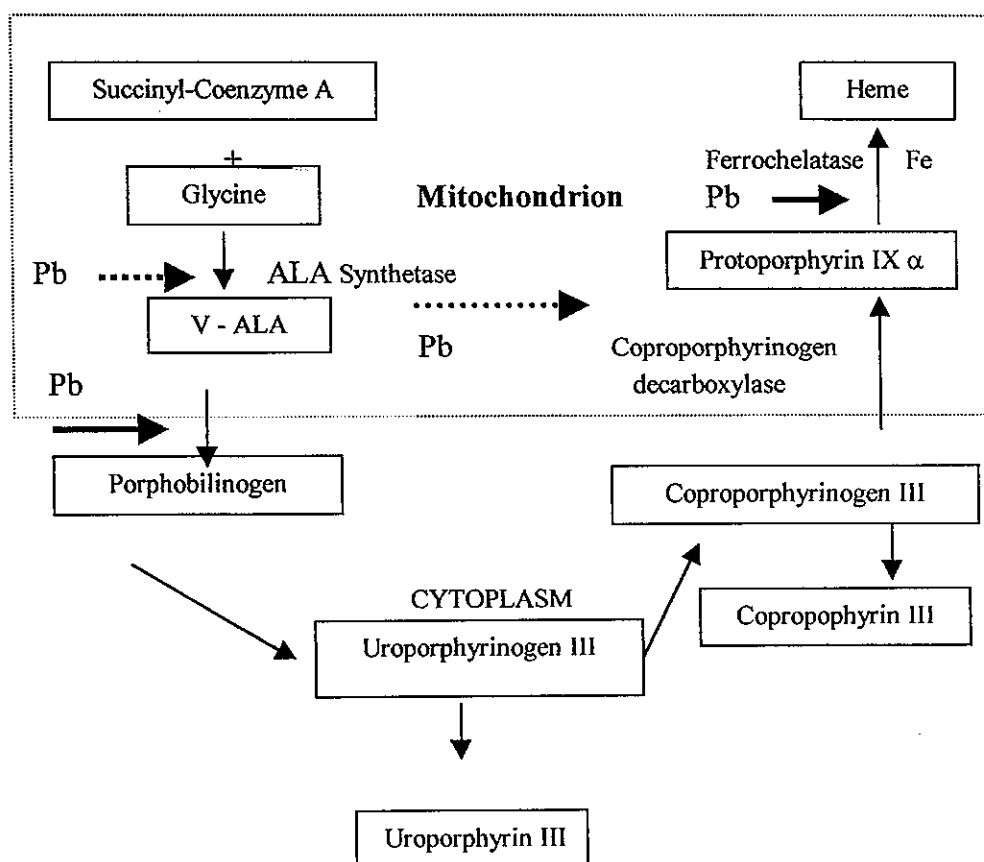 Succinyl-Coenzyme A
+
Glycine
Pb
ALA Synthetase
V - ALA
Pb
Porphobilinogen
Mitochondrion
Pb
Heme
Ferrochelatase Fe
Pb
Protoporphyrin IX α
Coproporphyrinogen
decarboxylase
Coproporphyrinogen III
Copropophyrin III
CYTOPLASM
Uroporphyrinogen III
Uroporphyrin III